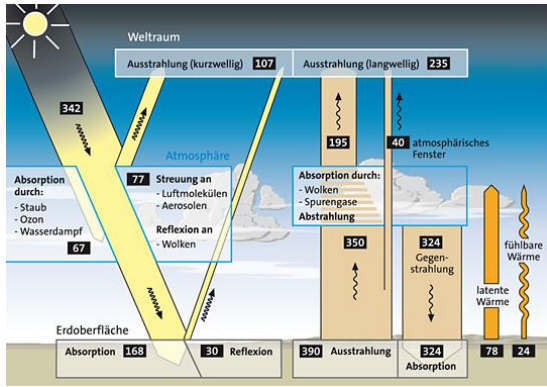 Weltraum
Ausstrahlung (kurzwellig) 107
Ausstrahlung (langwellig) 235
342
195
40 atmosphärisches
Fenster
Atmosphäre
Absorption
durch:
- Staub
- Ozon
- Wasserdampf
67
77 Streuung an
- Luftmolekülen
- Aerosolen
Reflexion an
- Wolken
Absorption durch:
- Wolken
- Spurengase
Abstrahlung
350
324
Gegen-
strahlung
latente
Wärme
fühlbare
Wärme
Erdoberfläche
Absorption 168
30 Reflexion
390 Ausstrahlung
324
Absorption
78
24